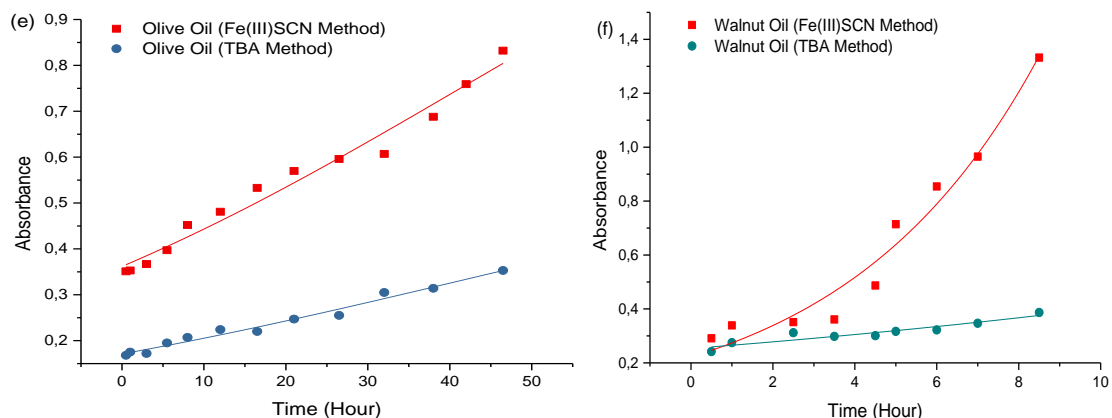 (e)
Olive Oil (Fe(III)SCN Method)
Olive Oil (TBA Method)
0,9
0,8
0,7
0,6
0,5
0,4
0,3
0,2
Absorbance
0 10 20 30 40 50
Time (Hour)
(f)
Walnut Oil (Fe(III)SCN Method)
Walnut Oil (TBA Method)
1,4
1,2
1,0
0,8
0,6
0,4
0,2
Absorbance
0 2 4 6 8 10
Time (Hour)